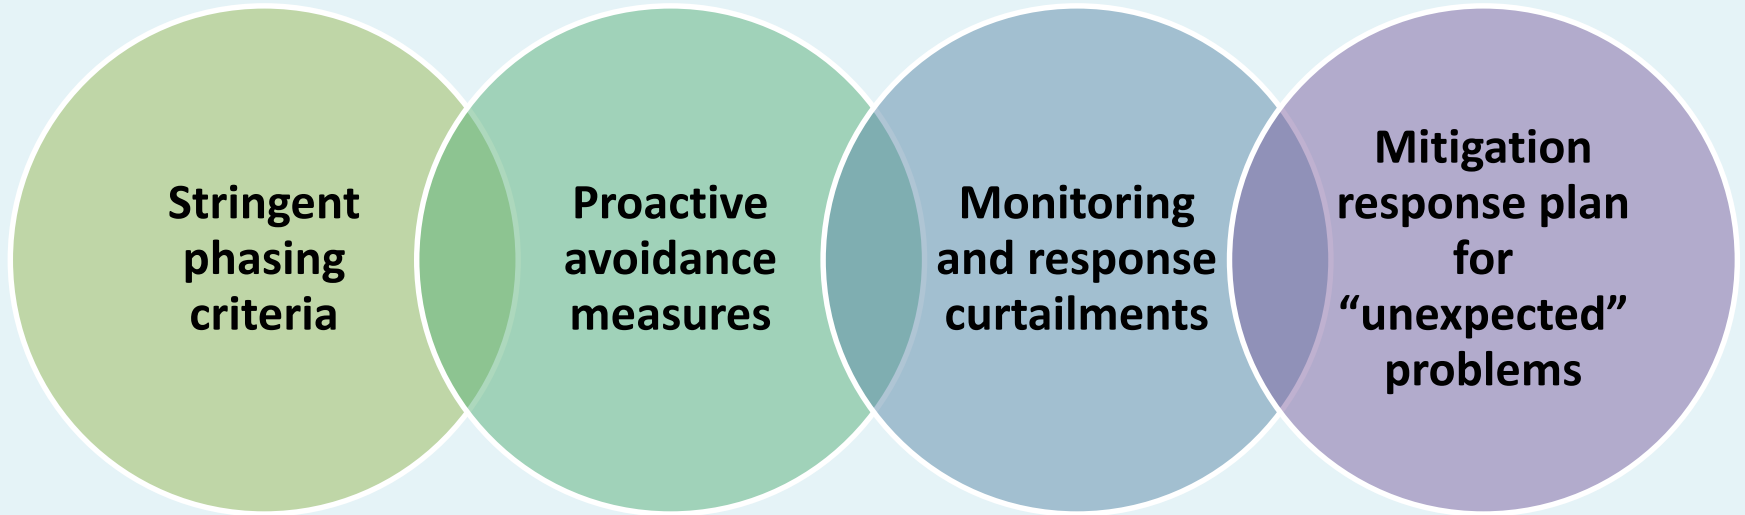 Stringent
phasing
criteria
Proactive
avoidance
measures
Monitoring
and response
curtailments
Mitigation
response plan
for
“unexpected”
problems